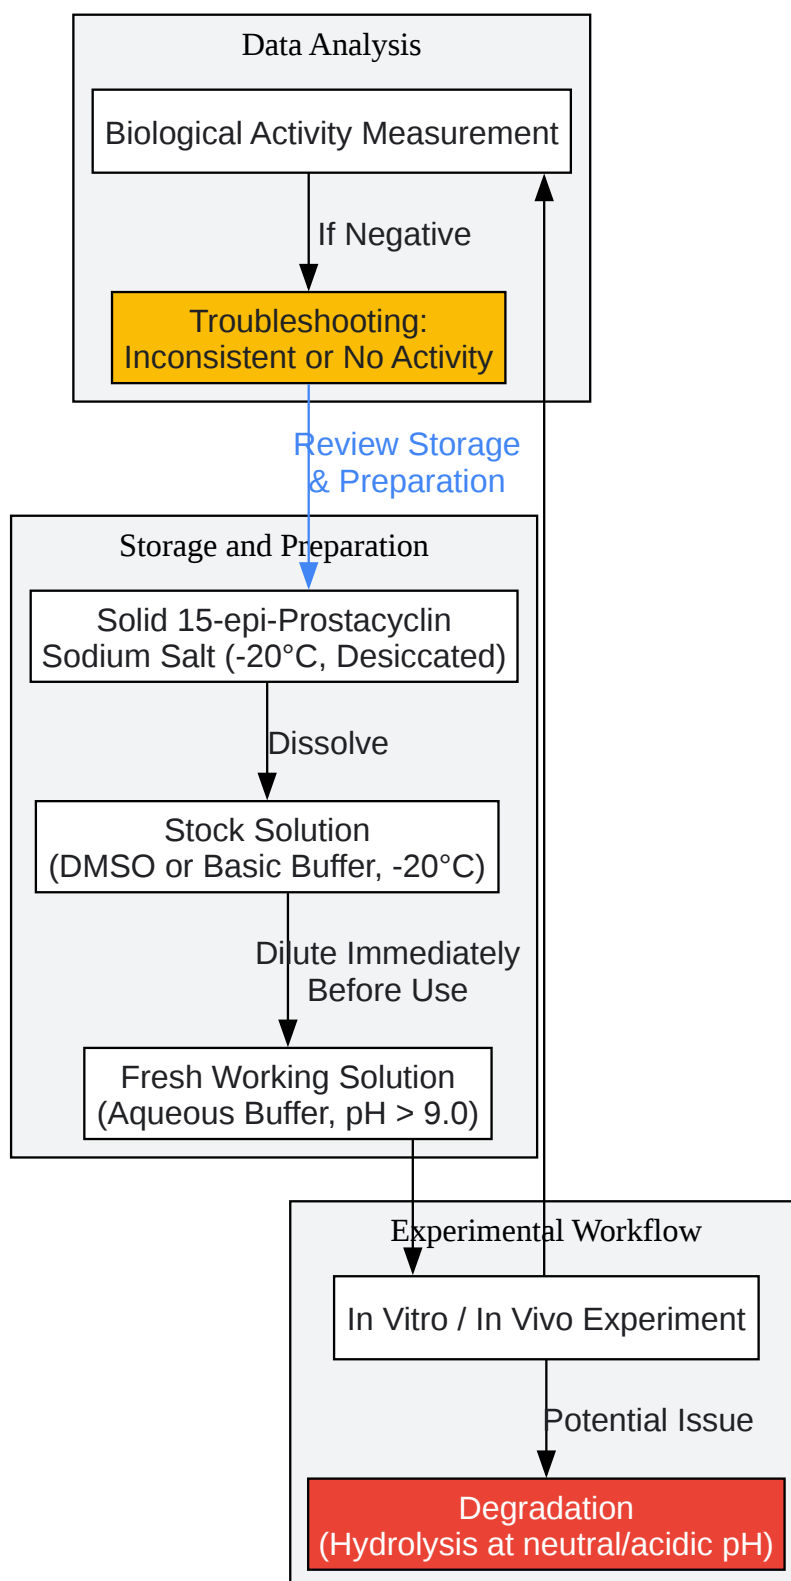 Data Analysis
Biological Activity Measurement
If Negative
Troubleshooting:
Inconsistent or No Activity
Review Storage
& Preparation
Storage and Preparation
Solid 15-epi-Prostacyclin
Sodium Salt (-20°C, Desiccated)
Dissolve
Stock Solution
(DMSO or Basic Buffer, -20°C)
Dilute Immediately
Before Use
Fresh Working Solution
(Aqueous Buffer, pH > 9.0)
Experimental Workflow
In Vitro / In Vivo Experiment
Potential Issue
Degradation
(Hydrolysis at neutral/acidic pH)